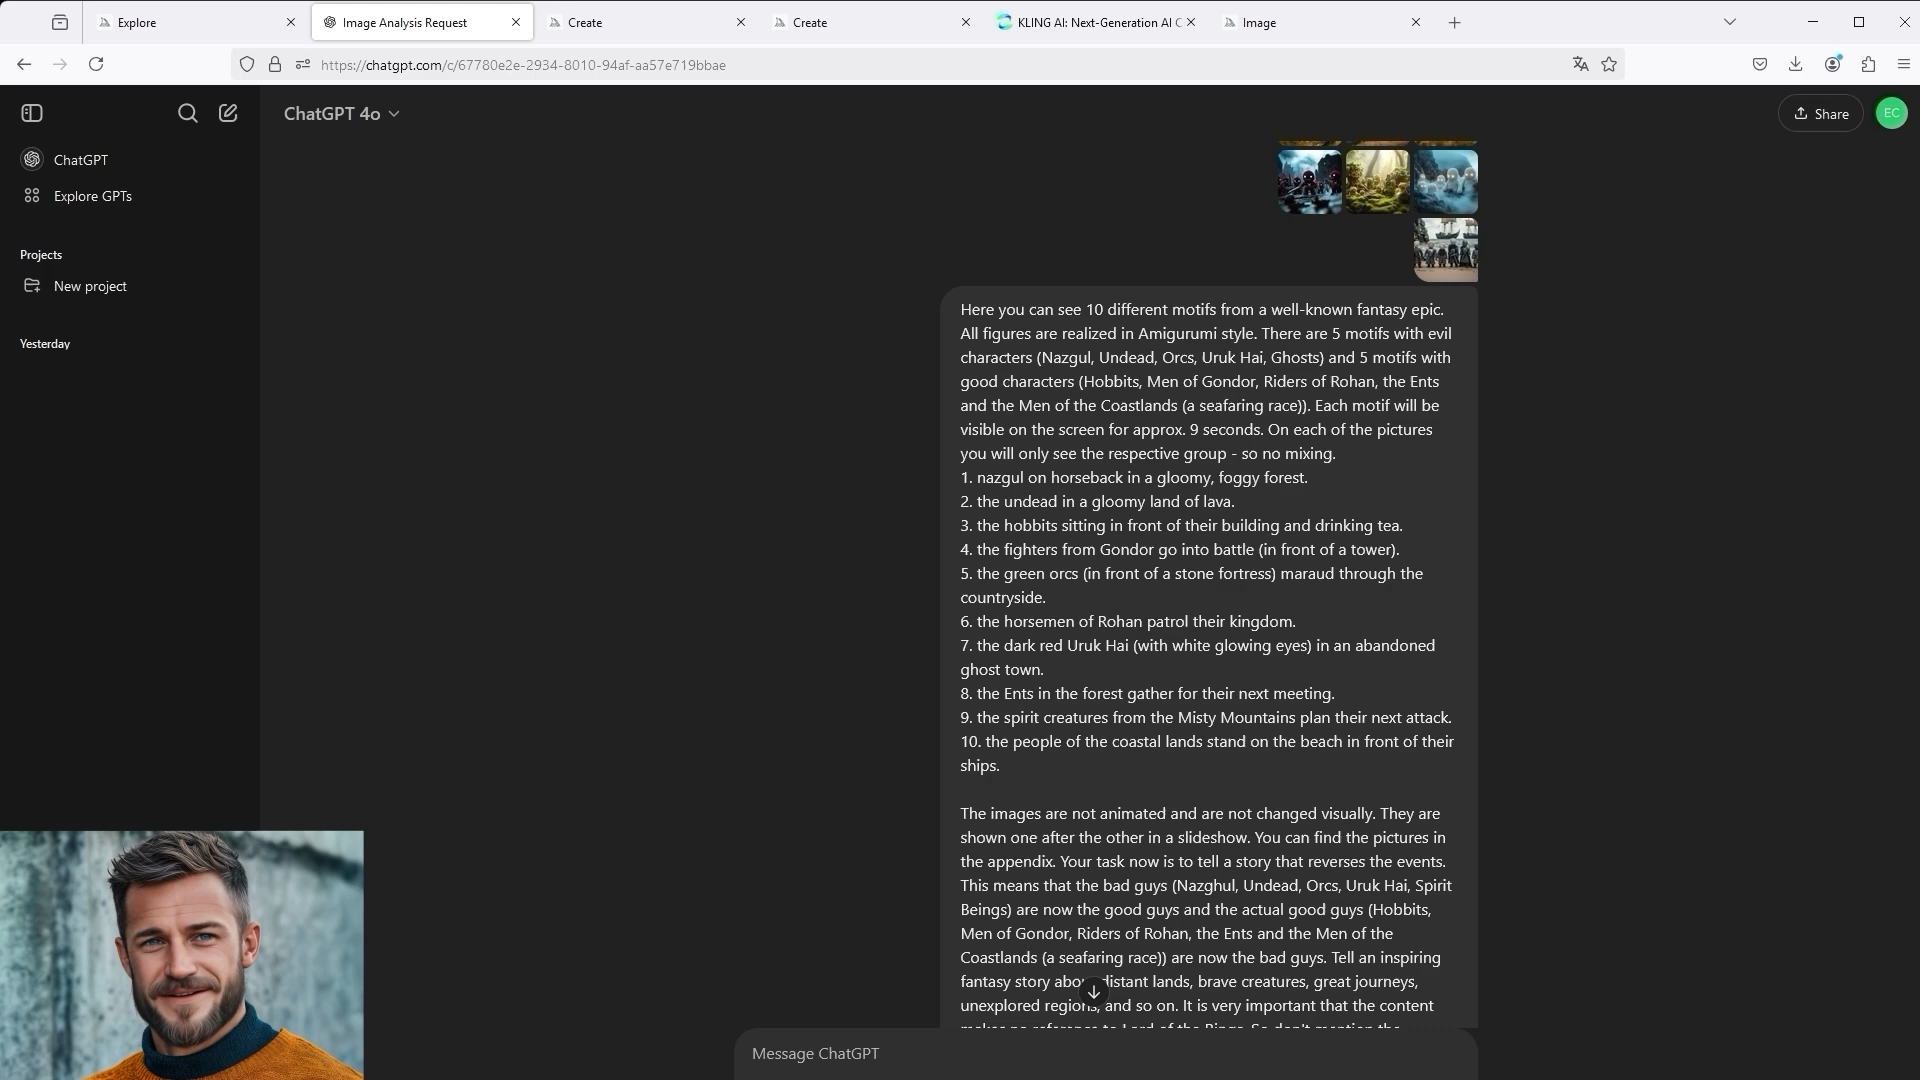 Explore
Image Analysis Request
Create
Create
KLING AI: Next-Generation AI C
Image
https://chatgpt.com/c/67780e2e-2934-8010-94af-aa57e719bbae
ChatGPT 4o
Share
EC
ChatGPT
Explore GPTs
Projects
New project
Yesterday
Here you can see 10 different motifs from a well-known fantasy epic.
All figures are realized in Amigurumi style. There are 5 motifs with evil
characters (Nazgul, Undead, Orcs, Uruk Hai, Ghosts) and 5 motifs with
good characters (Hobbits, Men of Gondor, Riders of Rohan, the Ents
and the Men of the Coastlands (a seafaring race)). Each motif will be
visible on the screen for approx. 9 seconds. On each of the pictures
you will only see the respective group - so no mixing.
1. nazgul on horseback in a gloomy, foggy forest.
2. the undead in a gloomy land of lava.
3. the hobbits sitting in front of their building and drinking tea.
4. the fighters from Gondor go into battle (in front of a tower).
5. the green orcs (in front of a stone fortress) maraud through the
countryside.
6. the horsemen of Rohan patrol their kingdom.
7. the dark red Uruk Hai (with white glowing eyes) in an abandoned
ghost town.
8. the Ents in the forest gather for their next meeting.
9. the spirit creatures from the Misty Mountains plan their next attack.
10. the people of the coastal lands stand on the beach in front of their
ships.
The images are not animated and are not changed visually. They are
shown one after the other in a slideshow. You can find the pictures in
the appendix. Your task now is to tell a story that reverses the events.
This means that the bad guys (Nazghul, Undead, Orcs, Uruk Hai, Spirit
Beings) are now the good guys and the actual good guys (Hobbits,
Men of Gondor, Riders of Rohan, the Ents and the Men of the
Coastlands (a seafaring race)) are now the bad guys. Tell an inspiring
fantasy story about distant lands, brave creatures, great journeys,
unexplored regions, and so on. It is very important that the content
makes no reference to Lord of the Rings. So don't mention the
Message ChatGPT